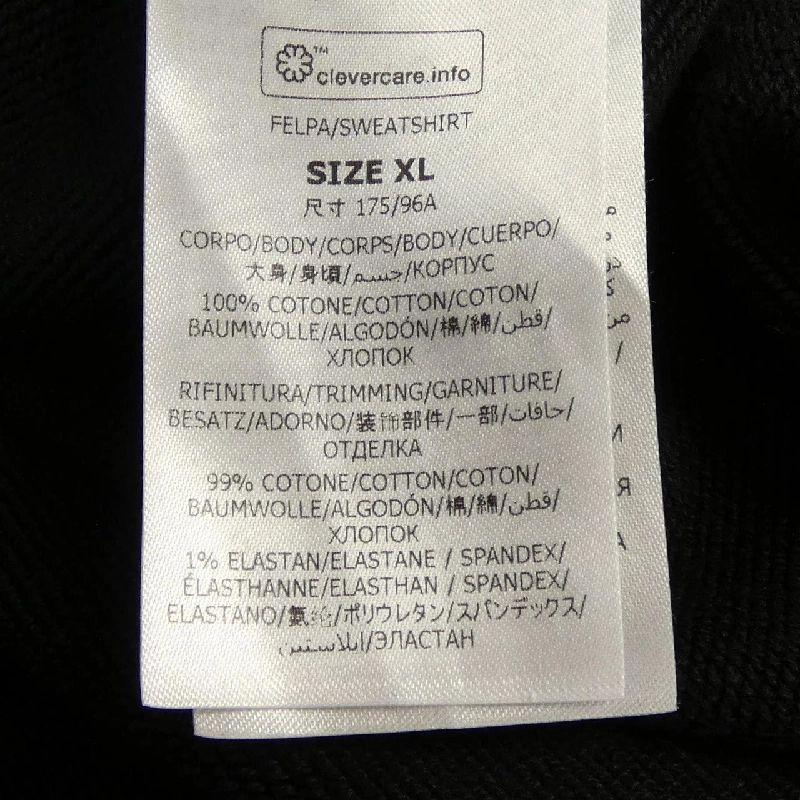 ™
clevercare.info
FELPA/SWEATSHIRT
SIZE XL
尺寸 175/96A
CORPO/BODY/CORPS/BODY/CUERPO/
大身/身頃/جسم/КОРПУС
100% COTONE/COTTON/COTON/
BAUMWOLLE/ALGODÓN/棉/綿/قطن/
ХЛОПОК
RIFINITURA/TRIMMING/GARNITURE/
BESATZ/ADORNO/装饰部件/一部/حافات/
ОТДЕЛКА
99% COTONE/COTTON/COTON/
BAUMWOLLE/ALGODÓN/棉/綿/قطن/
ХЛОПОК
1% ELASTAN/ELASTANE / SPANDEX/
ÉLASTHANNE/ELASTHAN / SPANDEX/
ELASTANO/氨纶/ポリウレタン/スパンデックス/
إيلاستين/ЭЛАСТАН